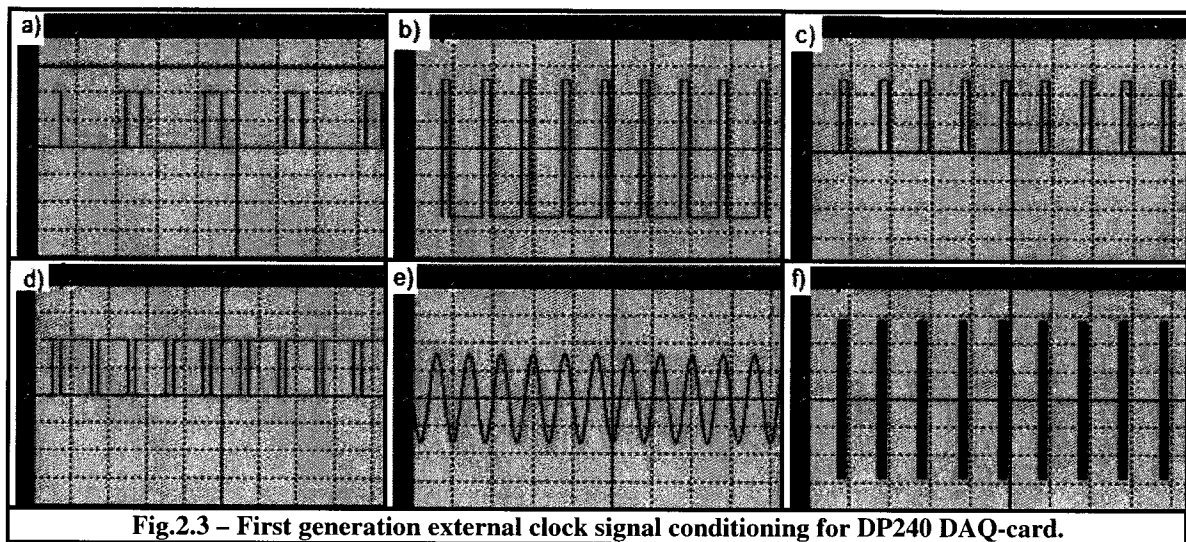 a)
b)
c)
d)
e)
f)
Fig.2.3 – First generation external clock signal conditioning for DP240 DAQ-card.